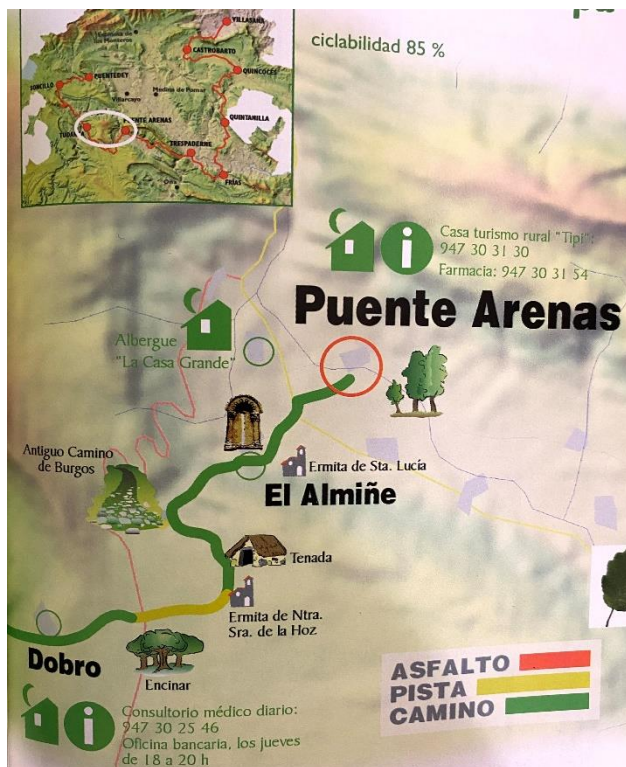 VILLASANA
CASTROBARTO
QUINCOCES
PUENTEDEY
SONCILLO
Villarcayo
Medina de Pomar
QUINTANILLA
PUENTE ARENAS
TRESPADERNE
FRÍAS
ciclabilidad 85 %
Casa turismo rural "Tipi":
947 30 31 30
Farmacia: 947 30 31 54
Puente Arenas
Albergue
"La Casa Grande"
Antiguo Camino
de Burgos
Ermita de Sta. Lucía
El Almiñe
Tenada
Ermita de Ntra.
Sra. de la Hoz
Dobro
Encinar
ASFALTO
PISTA
CAMINO
Consultorio médico diario:
947 30 25 46
Oficina bancaria, los jueves
de 18 a 20 h